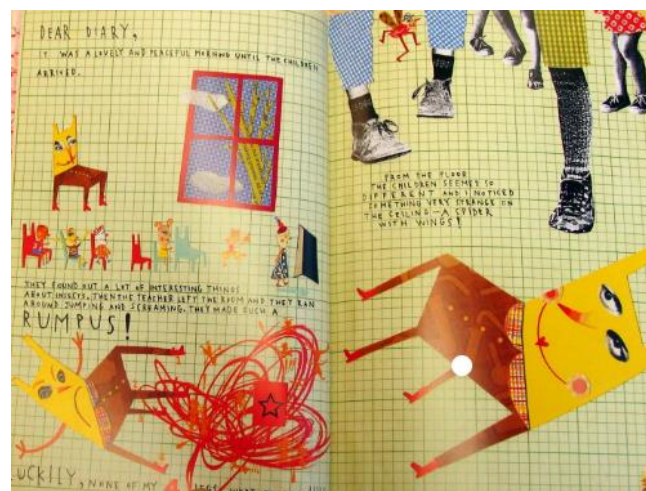 DEAR DIARY,
IT WAS A LOVELY AND PEACEFUL MORNING UNTIL THE CHILDREN
ARRIVED.
THEY FOUND OUT A LOT OF INTERESTING THINGS
ABOUT INSECTS. THEN THE TEACHER LEFT THE ROOM AND THEY RAN
AROUND JUMPING AND SCREAMING. THEY MADE SUCH A
RUMPUS!
UCKILY, NONE OF MY
FROM THE FLOOR
THE CHILDREN SEEMED SO
DIFFERENT AND I NOTICED
SOMETHING VERY STRANGE ON
THE CEILING – A SPIDER
WITH WINGS!